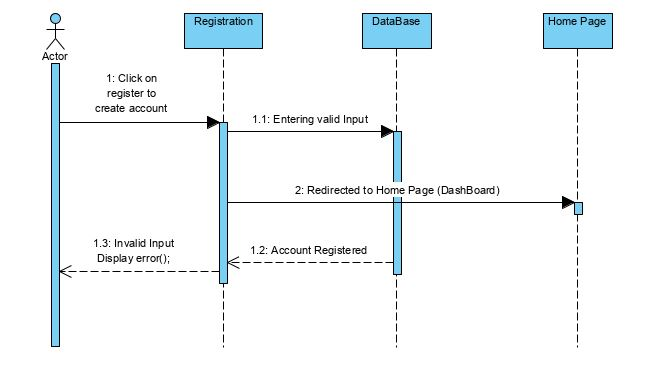 Registration
DataBase
Home Page
Actor
1: Click on
register to
create account
1.1: Entering valid Input
2: Redirected to Home Page (DashBoard)
1.2: Account Registered
1.3: Invalid Input
Display error();